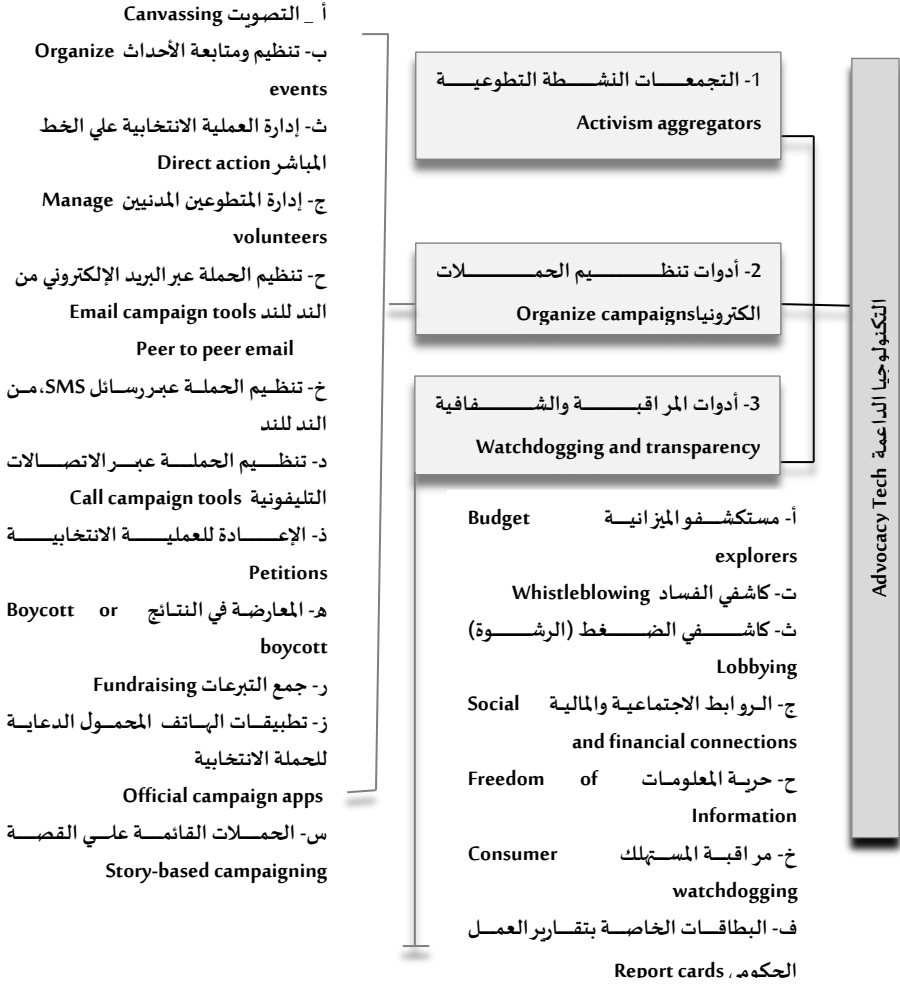 التكنولوجيا الداعمة Advocacy Tech
1- التجمعات النشطة التطوعية
Activism aggregators
2- أدوات تنظيم الحملات
الكترونياOrganize campaigns
3- أدوات المراقبة والشفافية
Watchdogging and transparency
أ- مستكشفو الميزانية Budget
explorers
ت- كاشفي الفساد Whistleblowing
ث- كاشفي الضغط (الرشوة)
Lobbying
ج- الروابط الاجتماعية والمالية Social
and financial connections
ح- حرية المعلومات Freedom of
Information
خ- مراقبة المستهلك Consumer
watchdogging
ف- البطاقات الخاصة بتقارير العمل
الحكومي Report cards
أ _ التصويت Canvassing
ب- تنظيم ومتابعة الأحداث Organize
events
ث- إدارة العملية الانتخابية علي الخط
المباشر Direct action
ج- إدارة المتطوعين المدنيين Manage
volunteers
ح- تنظيم الحملة عبر البريد الإلكتروني من
الند للند Email campaign tools
Peer to peer email
خ- تنظيم الحملة عبر رسائل SMS، من
الند للند
د- تنظيم الحملة عبر الاتصالات
التليفونية Call campaign tools
ذ- الإعادة للعملية الانتخابية
Petitions
ه- المعارضة في النتائج Boycott or
boycott
ر- جمع التبرعات Fundraising
ز- تطبيقات الهاتف المحمول الدعاية
للحملة الانتخابية
Official campaign apps
س- الحملات القائمة علي القصة
Story-based campaigning